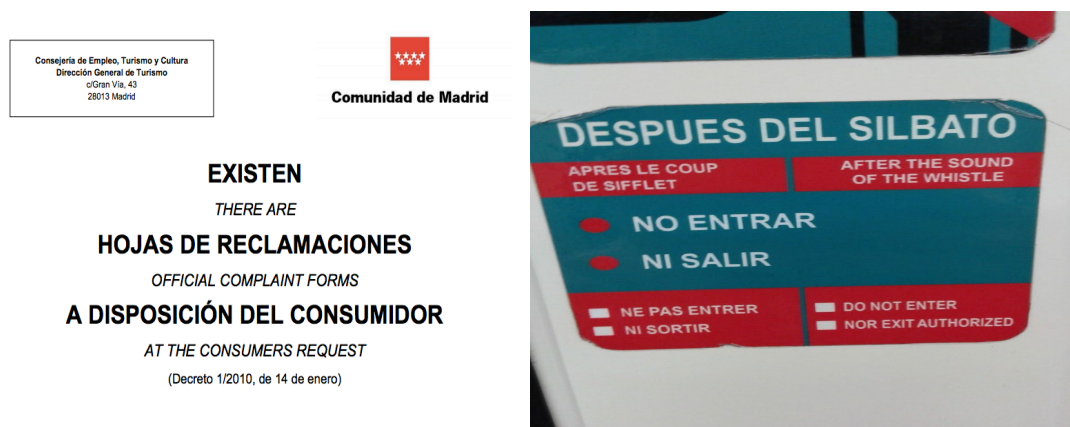 Consejería de Empleo, Turismo y Cultura
Dirección General de Turismo
c/Gran Vía, 43
28013 Madrid
Comunidad de Madrid
EXISTEN
THERE ARE
HOJAS DE RECLAMACIONES
OFFICIAL COMPLAINT FORMS
A DISPOSICIÓN DEL CONSUMIDOR
AT THE CONSUMERS REQUEST
(Decreto 1/2010, de 14 de enero)
DESPUES DEL SILBATO
APRES LE COUP
DE SIFFLET
AFTER THE SOUND
OF THE WHISTLE
NO ENTRAR
NI SALIR
NE PAS ENTRER
NI SORTIR
DO NOT ENTER
NOR EXIT AUTHORIZED